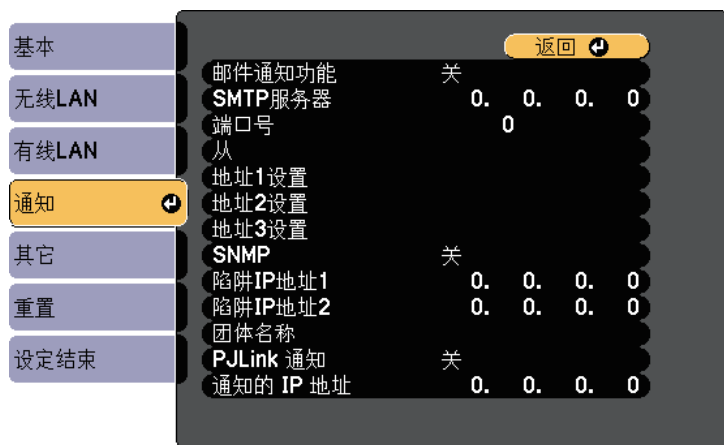 基本
无线LAN
有线LAN
通知
其它
重置
设定结束
返回
邮件通知功能 关
SMTP服务器 0. 0. 0. 0
端口号 0
从
地址1设置
地址2设置
地址3设置
SNMP 关
陷阱IP地址1 0. 0. 0. 0
陷阱IP地址2 0. 0. 0. 0
团体名称
PJLink 通知 关
通知的 IP 地址 0. 0. 0. 0